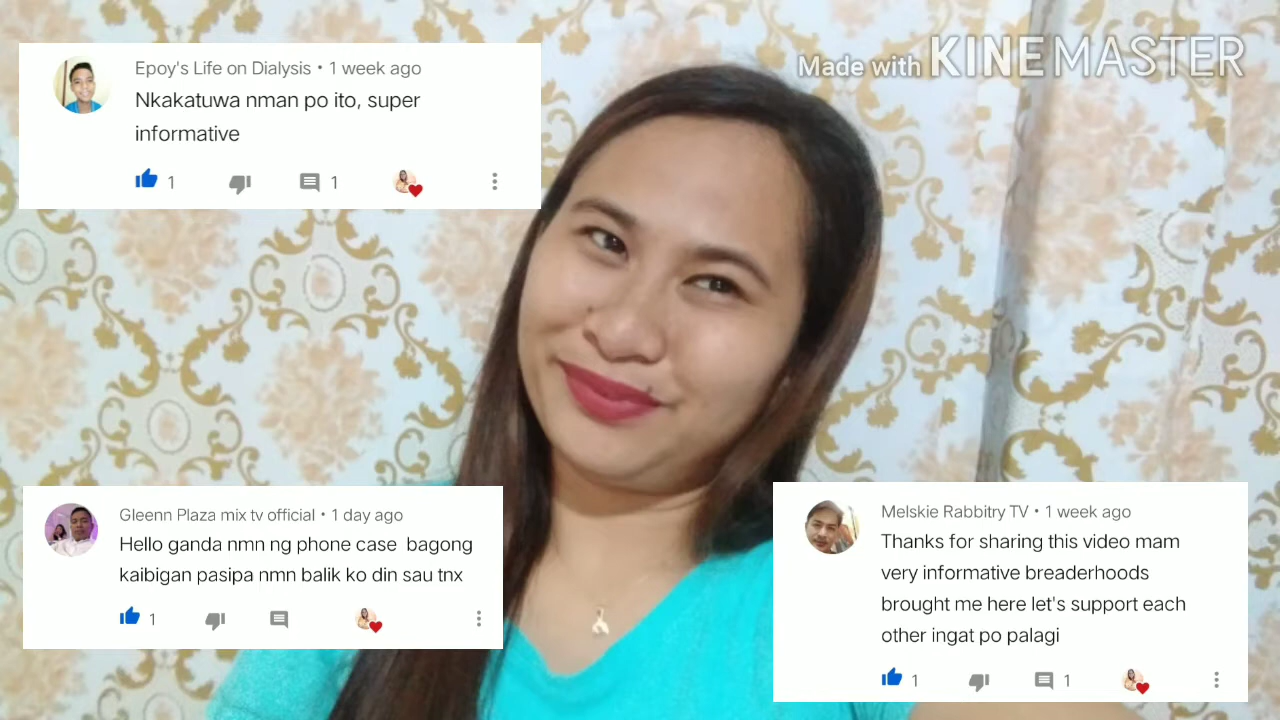 Made with KINEMASTER
Epoy's Life on Dialysis • 1 week ago
Nkakatuwa nman po ito, super
informative
1
1
Gleenn Plaza mix tv official • 1 day ago
Hello ganda nmn ng phone case bagong
kaibigan pasipa nmn balik ko din sau tnx
1
Melskie Rabbitry TV • 1 week ago
Thanks for sharing this video mam
very informative breaderhoods
brought me here let's support each
other ingat po palagi
1
1